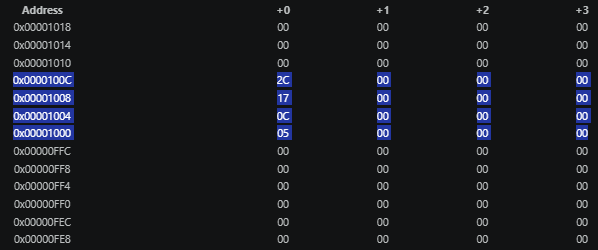 Address +0 +1 +2 +3
0x00001018 00 00 00 00
0x00001014 00 00 00 00
0x00001010 00 00 00 00
0x0000100C 2C 00 00 00
0x00001008 17 00 00 00
0x00001004 0C 00 00 00
0x00001000 05 00 00 00
0x00000FFC 00 00 00 00
0x00000FF8 00 00 00 00
0x00000FF4 00 00 00 00
0x00000FF0 00 00 00 00
0x00000FEC 00 00 00 00
0x00000FE8 00 00 00 00